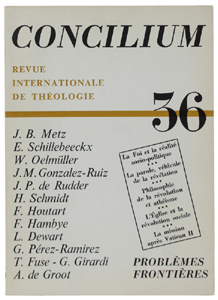 CONCILIUM
REVUE
INTERNATIONALE
DE THÉOLOGIE
36
J. B. Metz
E. Schillebeeckx
W. Oelmüller
J.M. Gonzalez-Ruiz
J. P. de Rudder
H. Schmidt
F. Houtart
F. Hambye
L. Dewart
G. Pérez-Ramirez
T. Fuse - G. Girardi
A. de Groot
La Foi et la réalité
socio-politique
La parole, véhicule
de la révélation
Philosophie
de la révolution
et athéisme
L'Église et la
révolution sociale
La mission
après Vatican II
PROBLÈMES
FRONTIÈRES